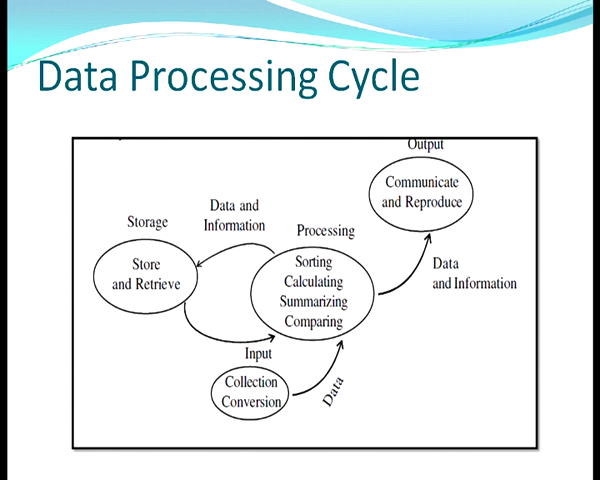 Data Processing Cycle
Output
Communicate
and Reproduce
Data and
Information
Storage
Processing
Store
and Retrieve
Sorting
Calculating
Summarizing
Comparing
Data
and Information
Input
Collection
Conversion
Data